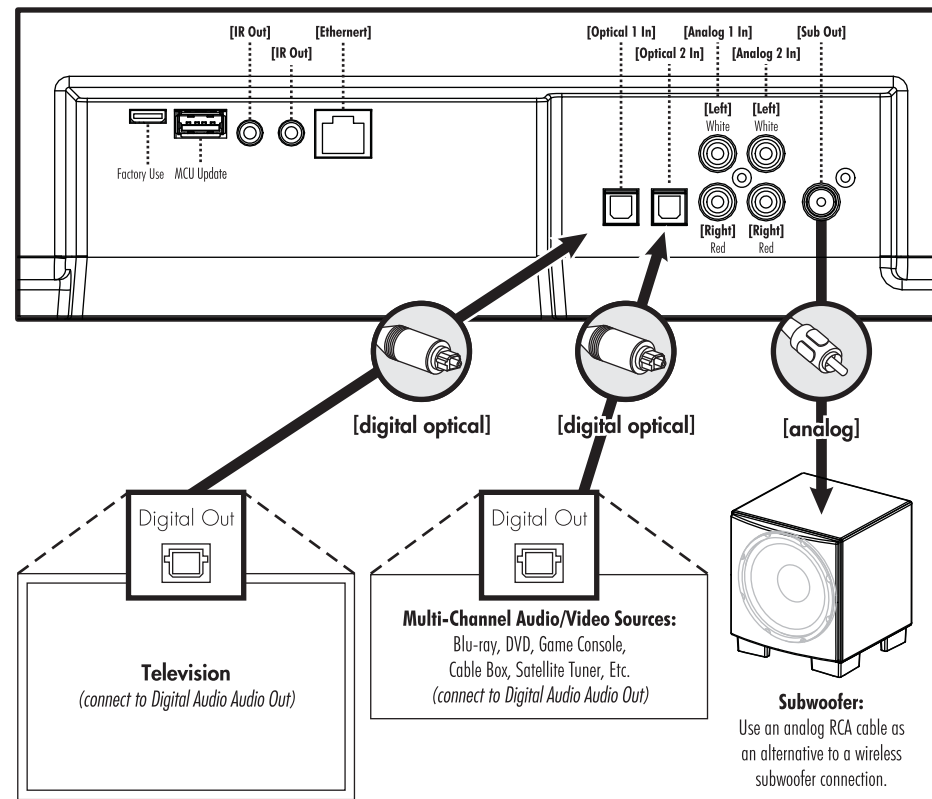 [IR Out]
[Ethernert]
[IR Out]
[Optical 1 In]
[Analog 1 In]
[Sub Out]
[Optical 2 In]
[Analog 2 In]
[Left]
White
[Left]
White
Factory Use
MCU Update
[Right]
Red
[Right]
Red
[digital optical]
[digital optical]
[analog]
Digital Out
Digital Out
Television
(connect to Digital Audio Audio Out)
Multi-Channel Audio/Video Sources:
Blu-ray, DVD, Game Console,
Cable Box, Satellite Tuner, Etc.
(connect to Digital Audio Audio Out)
Subwoofer:
Use an analog RCA cable as
an alternative to a wireless
subwoofer connection.